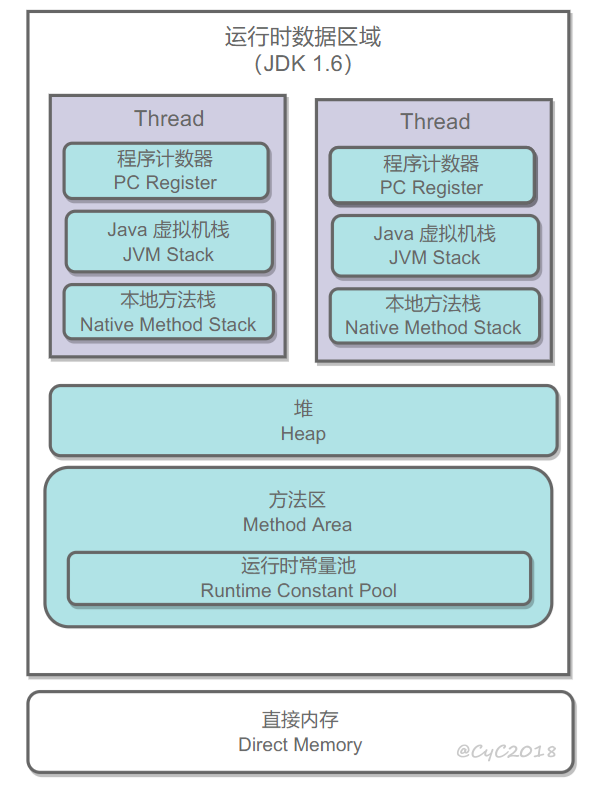 运行时数据区域
（JDK 1.6）
Thread
程序计数器
PC Register
Java 虚拟机栈
JVM Stack
本地方法栈
Native Method Stack
Thread
程序计数器
PC Register
Java 虚拟机栈
JVM Stack
本地方法栈
Native Method Stack
堆
Heap
方法区
Method Area
运行时常量池
Runtime Constant Pool
直接内存
Direct Memory
@CyC2018